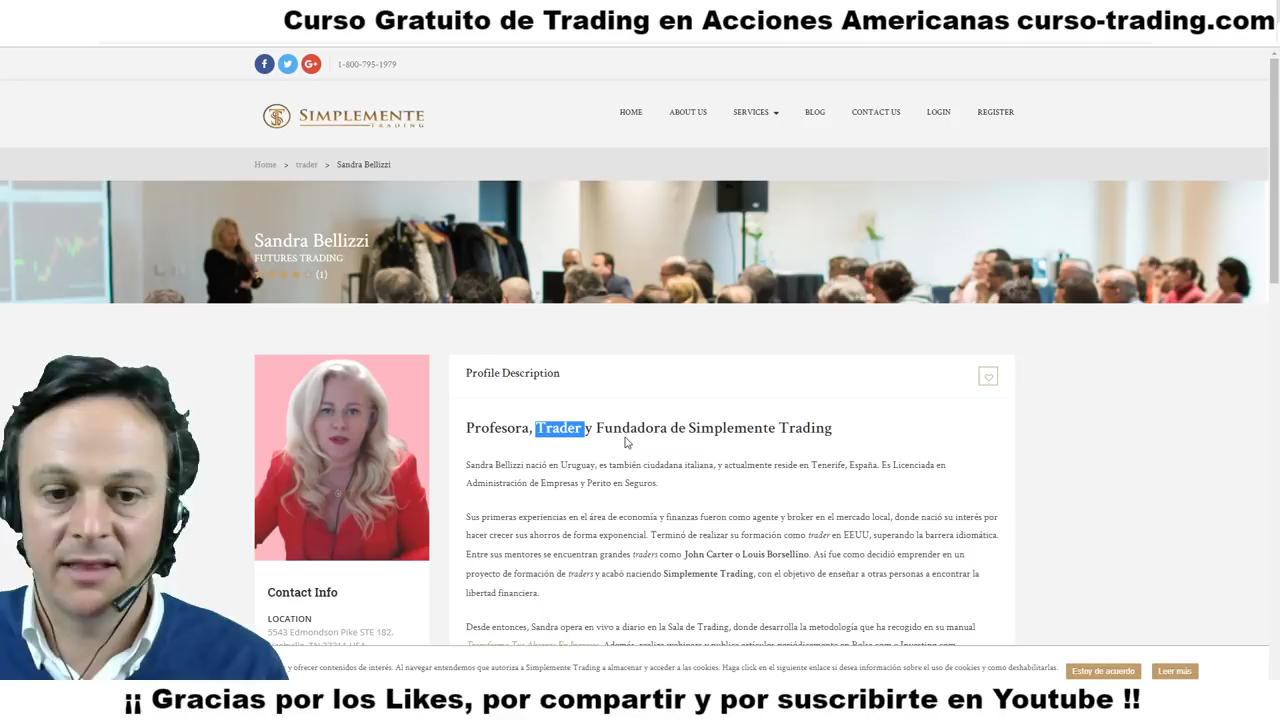 Curso Gratuito de Trading en Acciones Americanas curso-trading.com
1-800-795-1979
SIMPLEMENTE
TRADING
HOME ABOUT US SERVICES BLOG CONTACT US LOGIN REGISTER
Home > trader > Sandra Bellizzi
Sandra Bellizzi
FUTURES TRADING
(1)
Profile Description
Profesora, Trader y Fundadora de Simplemente Trading
Sandra Bellizzi nació en Uruguay, es también ciudadana italiana, y actualmente reside en Tenerife, España. Es Licenciada en
Administración de Empresas y Perito en Seguros.
Sus primeras experiencias en el área de economía y finanzas fueron como agente y broker en el mercado local, donde nació su interés por
hacer crecer sus ahorros de forma exponencial. Terminó de realizar su formación como trader en EEUU, superando la barrera idiomática.
Entre sus mentores se encuentran grandes traders como John Carter o Louis Borsellino. Así fue como decidió emprender en un
proyecto de formación de traders y acabó naciendo Simplemente Trading, con el objetivo de enseñar a otras personas a encontrar la
libertad financiera.
Desde entonces, Sandra opera en vivo a diario en la Sala de Trading, donde desarrolla la metodología que ha recogido en su manual
Contact Info
LOCATION
5543 Edmondson Pike STE 182,
y ofrecer contenidos de interés. Al navegar entendemos que autoriza a Simplemente Trading a almacenar y acceder a las cookies. Haga click en el siguiente enlace si desea información sobre el uso de cookies y como deshabilitarlas.
Estoy de acuerdo Leer más
¡¡ Gracias por los Likes, por compartir y por suscribirte en Youtube !!